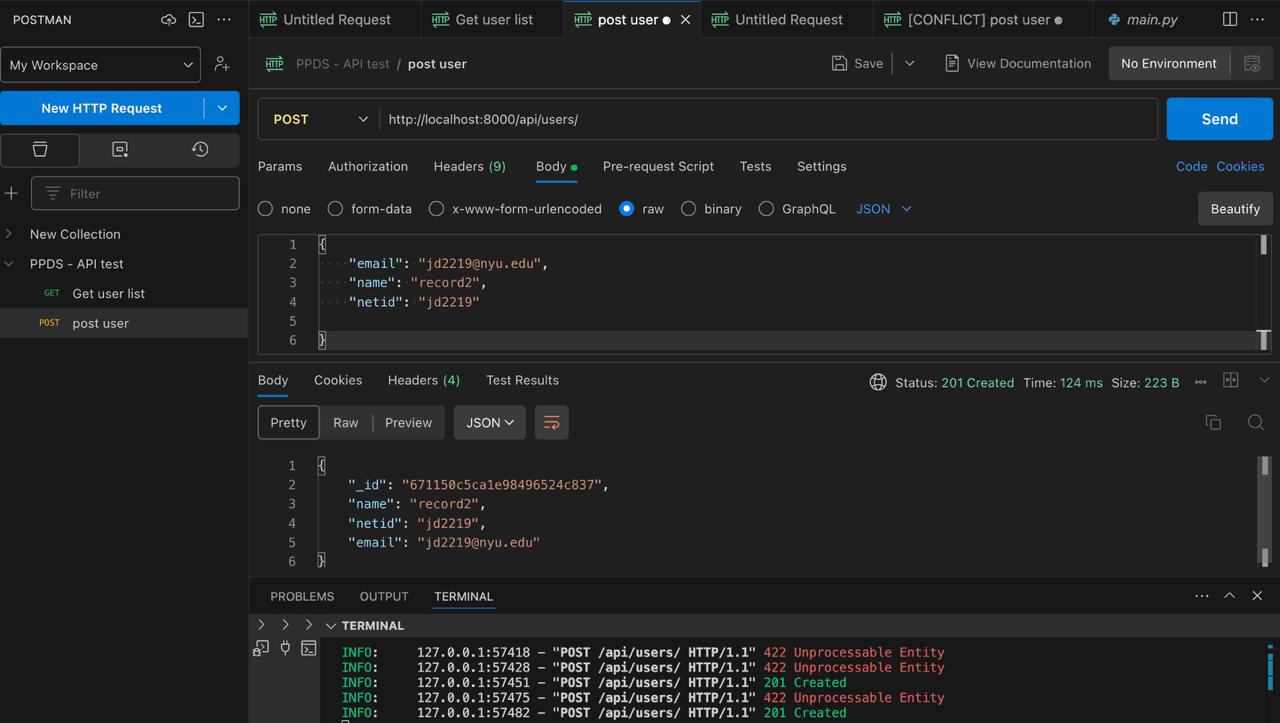 POSTMAN
Untitled Request
Get user list
post user
Untitled Request
[CONFLICT] post user
main.py
My Workspace
PPDS - API test / post user
Save
View Documentation
No Environment
New HTTP Request
POST
http://localhost:8000/api/users/
Send
Params
Authorization
Headers (9)
Body
Pre-request Script
Tests
Settings
Code
Cookies
Filter
none
form-data
x-www-form-urlencoded
raw
binary
GraphQL
JSON
Beautify
New Collection
PPDS - API test
GET Get user list
POST post user
1 {
2 "email": "jd2219@nyu.edu",
3 "name": "record2",
4 "netid": "jd2219"
5
6 }
Body
Cookies
Headers (4)
Test Results
Status: 201 Created Time: 124 ms Size: 223 B
Pretty
Raw
Preview
JSON
1 {
2 "_id": "671150c5ca1e98496524c837",
3 "name": "record2",
4 "netid": "jd2219",
5 "email": "jd2219@nyu.edu"
6 }
PROBLEMS
OUTPUT
TERMINAL
TERMINAL
INFO: 127.0.0.1:57418 – "POST /api/users/ HTTP/1.1" 422 Unprocessable Entity
INFO: 127.0.0.1:57428 – "POST /api/users/ HTTP/1.1" 422 Unprocessable Entity
INFO: 127.0.0.1:57451 – "POST /api/users/ HTTP/1.1" 201 Created
INFO: 127.0.0.1:57475 – "POST /api/users/ HTTP/1.1" 422 Unprocessable Entity
INFO: 127.0.0.1:57482 – "POST /api/users/ HTTP/1.1" 201 Created